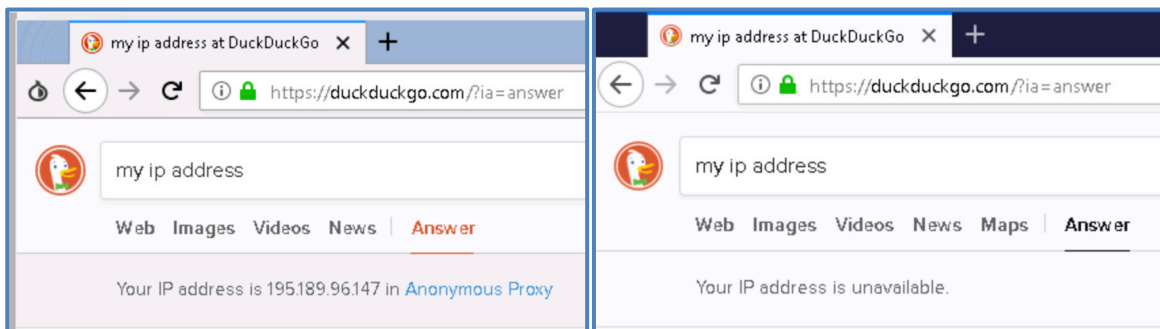 my ip address at DuckDuckGo
https://duckduckgo.com/?ia=answer
my ip address
Web Images Videos News Answer
Your IP address is 195.189.96.147 in Anonymous Proxy
my ip address at DuckDuckGo
https://duckduckgo.com/?ia=answer
my ip address
Web Images Videos News Maps Answer
Your IP address is unavailable.